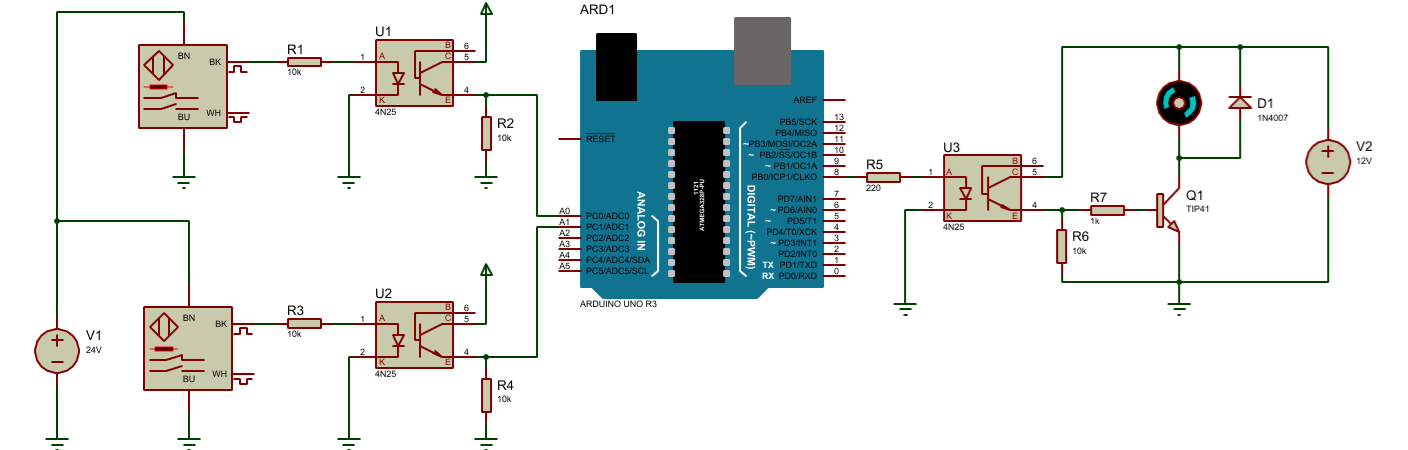 ARD1
BN
BK
WH
BU
R1
10k
U1
1
A
2
K
B
6
C
5
4
E
4N25
R2
10k
RESET
A0
PC0/ADC0
A1
PC1/ADC1
A2
PC2/ADC2
A3
PC3/ADC3
A4
PC4/ADC4/SDA
A5
PC5/ADC5/SCL
ANALOG IN
1121
ATMEGA328P-PU
DIGITAL (~PWM)
AREF
PB5/SCK
13
PB4/MISO
12
~PB3/MOSI/OC2A
11
~ PB2/SS/OC1B
10
~ PB1/OC1A
9
PB0/ICP1/CLKO
8
PD7/AIN1
7
~ PD6/AIN0
6
~ PD5/T1
5
PD4/T0/XCK
4
~ PD3/INT1
3
PD2/INT0
2
TX PD1/TXD
1
RX PD0/RXD
0
ARDUINO UNO R3
V1
24V
BN
BK
WH
BU
R3
10k
U2
1
A
2
K
B
6
C
5
4
E
4N25
R4
10k
R5
220
U3
1
A
2
K
B
6
C
5
4
E
4N25
R6
10k
R7
1k
Q1
TIP41
D1
1N4007
V2
12V